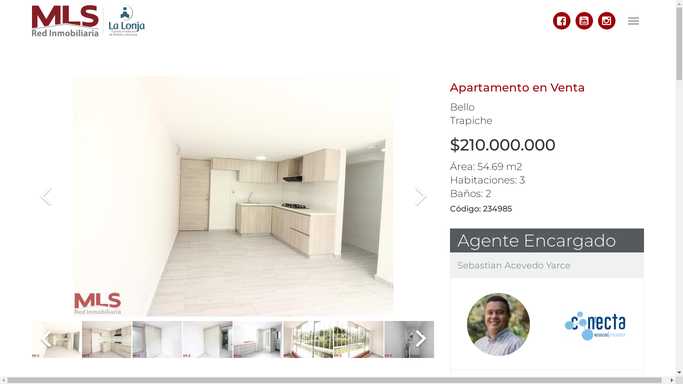 MLS
Red Inmobiliaria
La Lonja
Apartamento en Venta
Bello
Trapiche
$210.000.000
Área: 54.69 m2
Habitaciones: 3
Baños: 2
Código: 234985
MLS
Red Inmobiliaria
Agente Encargado
Sebastian Acevedo Yarce
conecta